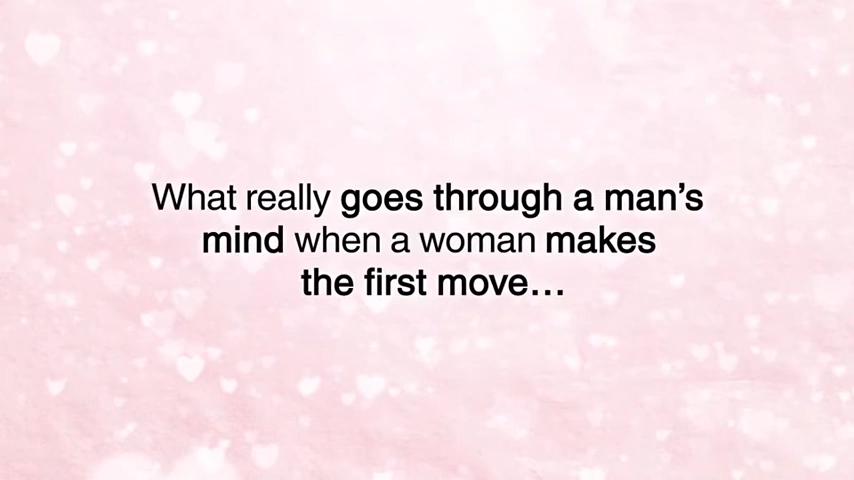 What really goes through a man’s
mind when a woman makes
the first move…